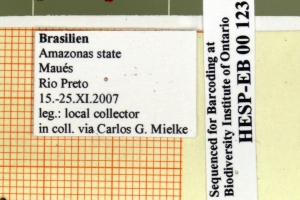 Brasilien
Amazonas state
Maués
Rio Preto
15.-25.XI.2007
leg.: local collector
in coll. via Carlos G. Mielke
Sequenced for Barcoding at
Biodiversity Institute of Ontario
HESP-EB 00 123